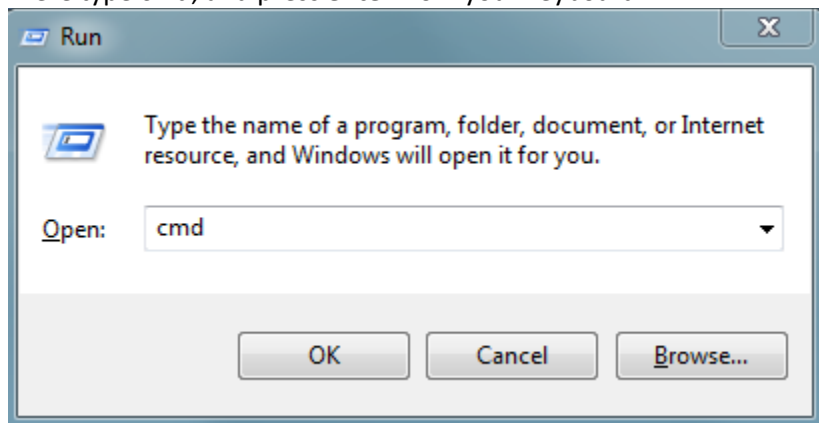 Run
Type the name of a program, folder, document, or Internet
resource, and Windows will open it for you.
Open:
cmd
OK
Cancel
Browse...